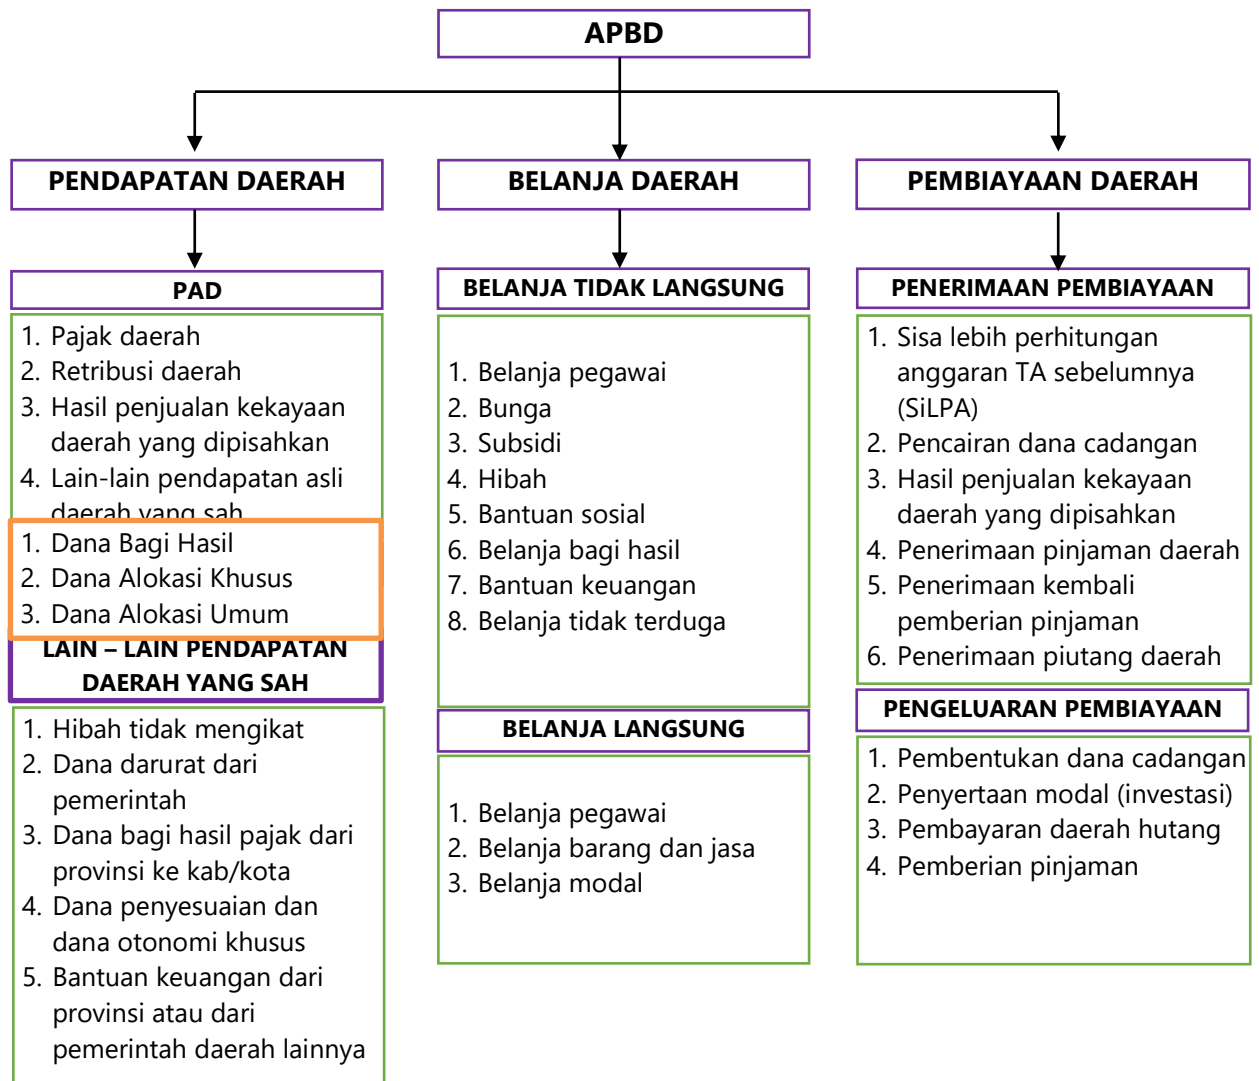 APBD
PENDAPATAN DAERAH
PAD
1. Pajak daerah
2. Retribusi daerah
3. Hasil penjualan kekayaan
daerah yang dipisahkan
4. Lain-lain pendapatan asli
daerah yang sah
1. Dana Bagi Hasil
2. Dana Alokasi Khusus
3. Dana Alokasi Umum
LAIN – LAIN PENDAPATAN
DAERAH YANG SAH
1. Hibah tidak mengikat
2. Dana darurat dari
pemerintah
3. Dana bagi hasil pajak dari
provinsi ke kab/kota
4. Dana penyesuaian dan
dana otonomi khusus
5. Bantuan keuangan dari
provinsi atau dari
pemerintah daerah lainnya
BELANJA DAERAH
BELANJA TIDAK LANGSUNG
1. Belanja pegawai
2. Bunga
3. Subsidi
4. Hibah
5. Bantuan sosial
6. Belanja bagi hasil
7. Bantuan keuangan
8. Belanja tidak terduga
BELANJA LANGSUNG
1. Belanja pegawai
2. Belanja barang dan jasa
3. Belanja modal
PEMBIAYAAN DAERAH
PENERIMAAN PEMBIAYAAN
1. Sisa lebih perhitungan
anggaran TA sebelumnya
(SiLPA)
2. Pencairan dana cadangan
3. Hasil penjualan kekayaan
daerah yang dipisahkan
4. Penerimaan pinjaman daerah
5. Penerimaan kembali
pemberian pinjaman
6. Penerimaan piutang daerah
PENGELUARAN PEMBIAYAAN
1. Pembentukan dana cadangan
2. Penyertaan modal (investasi)
3. Pembayaran daerah hutang
4. Pemberian pinjaman